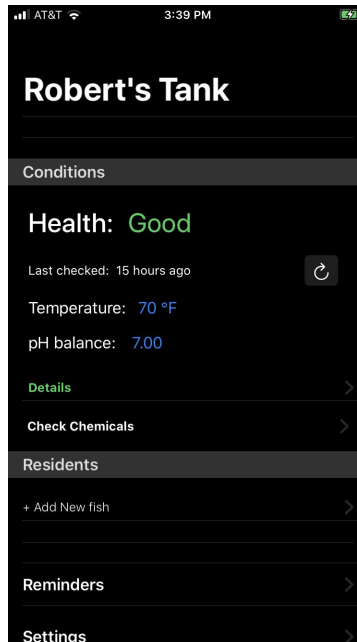 AT&T 3:39 PM
Robert's Tank
Conditions
Health: Good
Last checked: 15 hours ago
Temperature: 70 °F
pH balance: 7.00
Details
Check Chemicals
Residents
+ Add New fish
Reminders
Settings